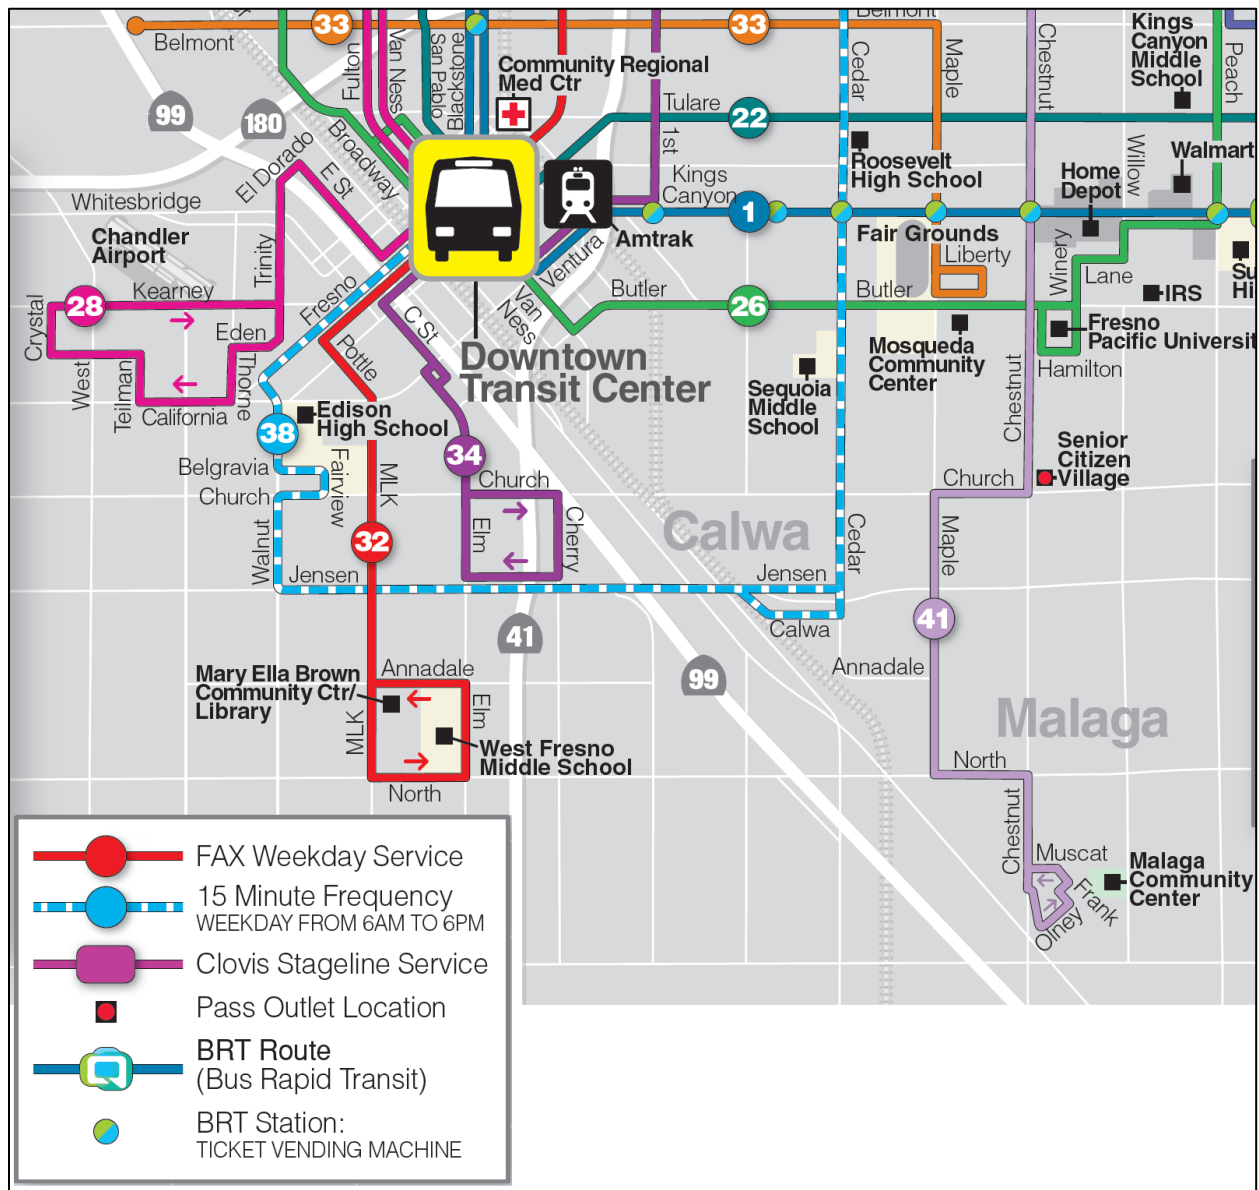 33
33
Belmont
Belmont
Fulton
Van Ness
San Pablo
Blackstone
Community Regional
Med Ctr
Tulare
22
1st
Cedar
Maple
Chestnut
Kings
Canyon
Middle
School
Peach
99
180
Broadway
El Dorado
E St
Whitesbridge
Chandler
Airport
Trinity
Kearney
28
Crystal
Eden
West
Teilman
Thorne
California
Kings
Canyon
1
Amtrak
Ventura
Roosevelt
High School
Fair Grounds
Liberty
Willow
Walmart
Home
Depot
Winery
Lane
IRS
Su
Hi
Fresno
Pottle
C St
Van
Ness
Butler
26
Butler
Fresno
Pacific Universit
Hamilton
Downtown
Transit Center
Mosqueda
Community
Center
Sequoia
Middle
School
Chestnut
Edison
High School
38
34
Belgravia
Church
Fairview
MLK
Walnut
Jensen
32
Church
Elm
Cherry
Calwa
Jensen
Cedar
Calwa
Church
Senior
Citizen
Village
Maple
41
41
99
Annadale
Malaga
Mary Ella Brown
Community Ctr/
Library
Annadale
MLK
Elm
West Fresno
Middle School
North
North
Chestnut
Muscat
Frank
Olney
Malaga
Community
Center
FAX Weekday Service
15 Minute Frequency
WEEKDAY FROM 6AM TO 6PM
Clovis Stageline Service
Pass Outlet Location
BRT Route
(Bus Rapid Transit)
BRT Station:
TICKET VENDING MACHINE